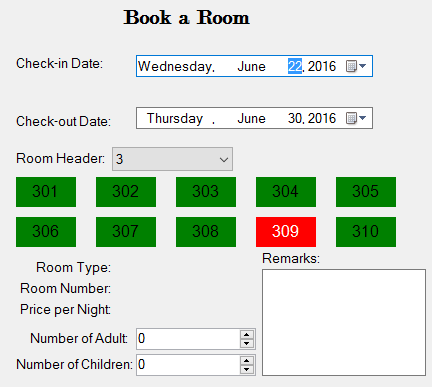 Book a Room
Check-in Date: Wednesday, June 22, 2016
Check-out Date: Thursday , June 30, 2016
Room Header: 3
301 302 303 304 305
306 307 308 309 310
Remarks:
Room Type:
Room Number:
Price per Night:
Number of Adult: 0
Number of Children: 0